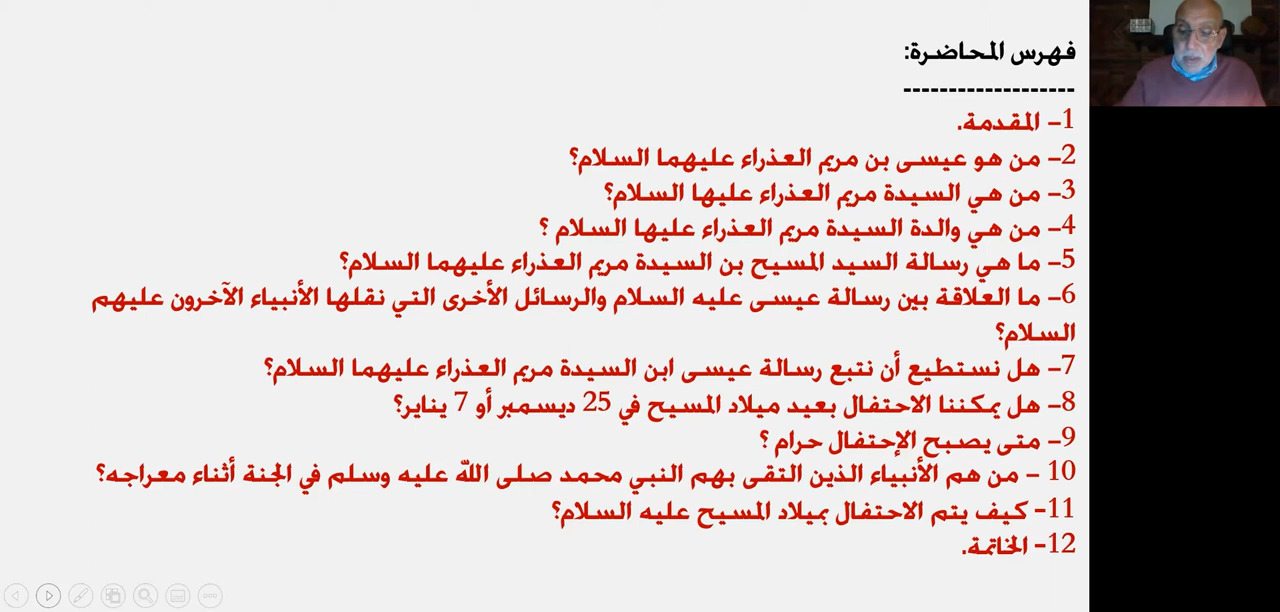 فهرس المحاضرة:
-------------------
1– المقدمة.
2– من هو عيسى بن مريم العذراء عليهما السلام؟
3– من هي السيدة مريم العذراء عليها السلام؟
4– من هي والدة السيدة مريم العذراء عليها السلام ؟
5– ما هي رسالة السيد المسيح بن السيدة مريم العذراء عليهما السلام؟
6– ما العلاقة بين رسالة عيسى عليه السلام والرسائل الأخرى التي نقلها الأنبياء الآخرون عليهم
السلام؟
7– هل نستطيع أن نتبع رسالة عيسى ابن السيدة مريم العذراء عليهما السلام؟
8– هل يمكننا الاحتفال بعيد ميلاد المسيح في 25 ديسمبر أو 7 يناير؟
9– متى يصبح الإحتفال حرام ؟
10 – من هم الأنبياء الذين التقى بهم النبي محمد صلى الله عليه وسلم في الجنة أثناء معراجه؟
11- كيف يتم الاحتفال بميلاد المسيح عليه السلام؟
12- الخاتمة.